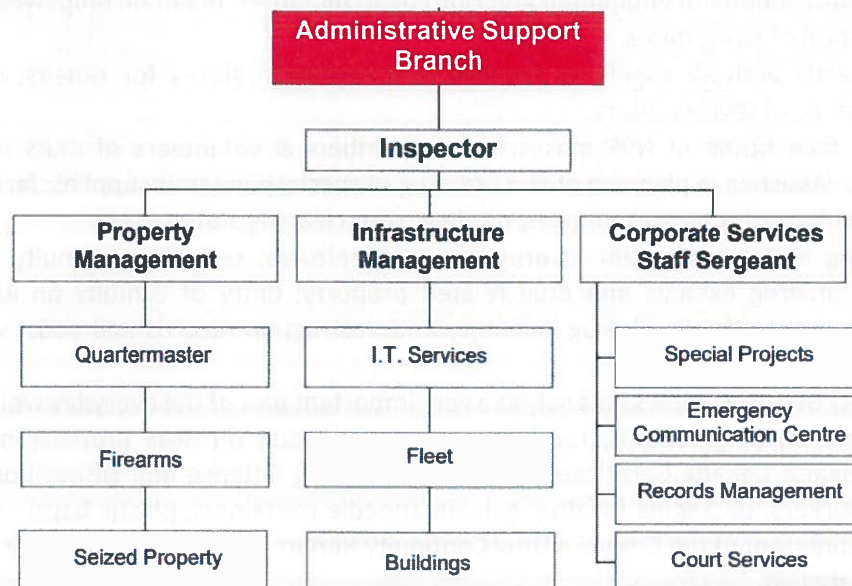 Administrative Support
Branch
Inspector
Property
Management
Infrastructure
Management
Corporate Services
Staff Sergeant
Quartermaster
I.T. Services
Special Projects
Emergency
Communication Centre
Firearms
Fleet
Records Management
Seized Property
Buildings
Court Services